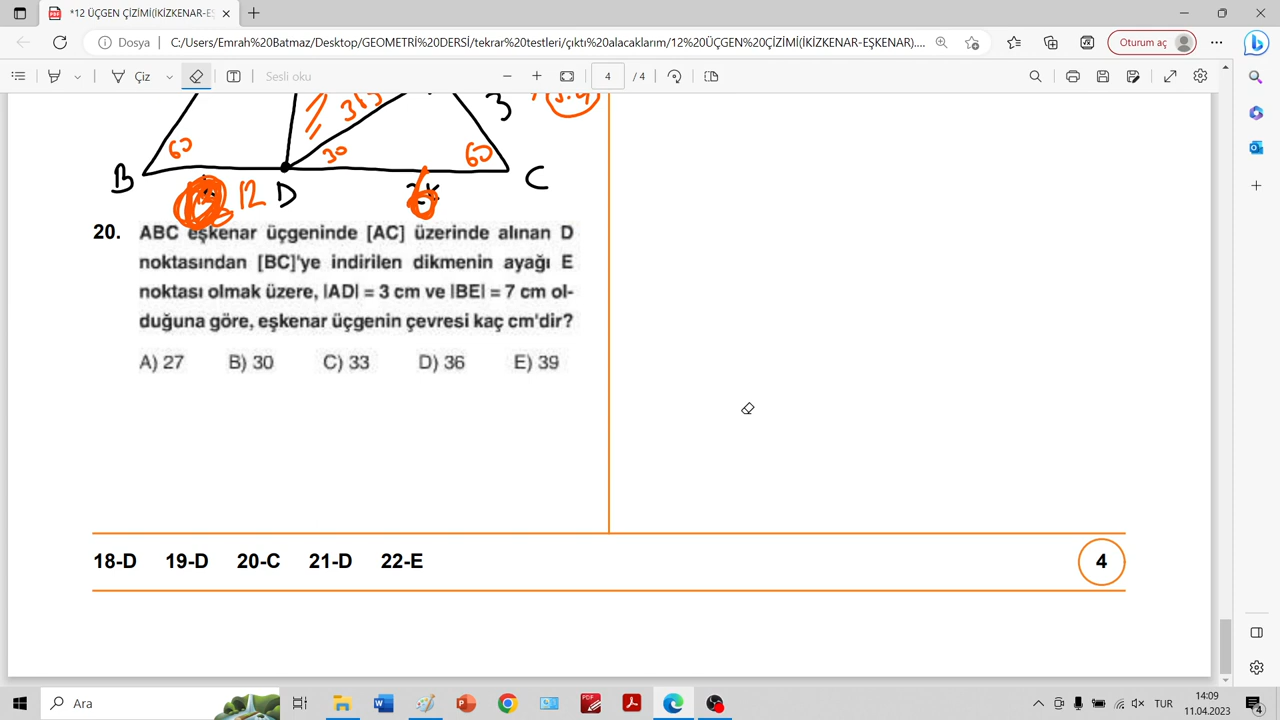 *12 ÜÇGEN ÇİZİMİ(İKİZKENAR-EŞ
Dosya
C:/Users/Emrah%20Batmaz/Desktop/GEOMETRİ%20DERSİ/tekrar%20testleri/çıktı%20alacaklarım/12%20ÜÇGEN%20ÇİZİMİ(İKİZKENAR-EŞKENAR)....
Oturum aç
Çiz
Sesli oku
4
/ 4
3
60
30
60
B
12
D
6
C
20. ABC eşkenar üçgeninde [AC] üzerinde alınan D
noktasından [BC]'ye indirilen dikmenin ayağı E
noktası olmak üzere, |AD| = 3 cm ve |BE| = 7 cm ol-
duğuna göre, eşkenar üçgenin çevresi kaç cm'dir?
A) 27 B) 30 C) 33 D) 36 E) 39
18-D 19-D 20-C 21-D 22-E
4
Ara
TUR
14:09
11.04.2023
4